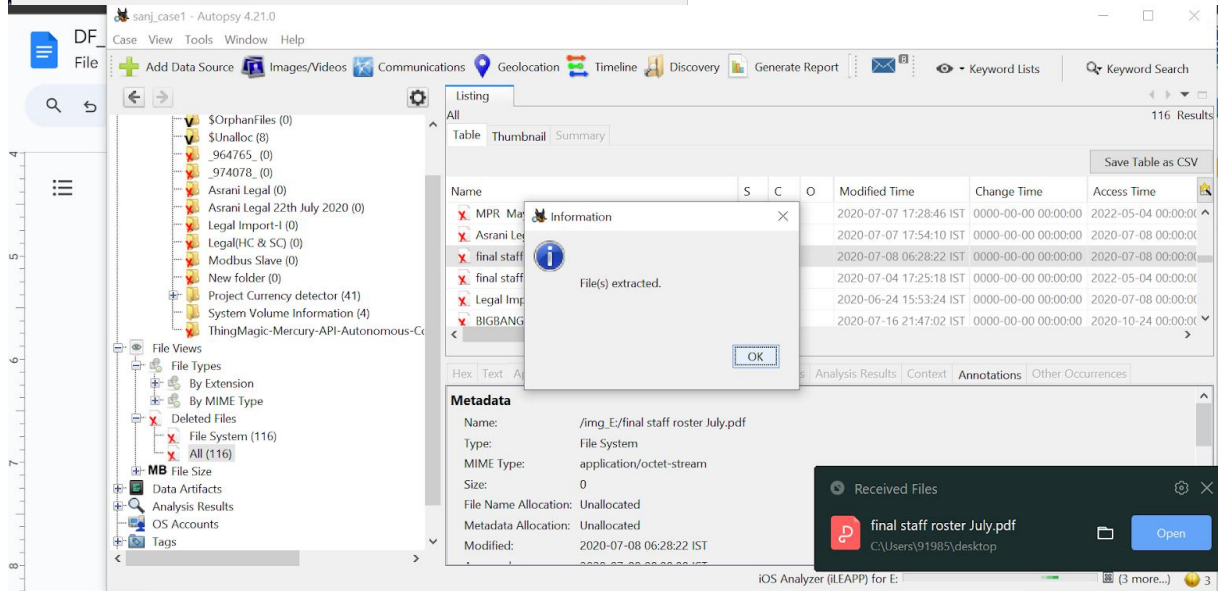 DF_
File
sanj_case1 - Autopsy 4.21.0
Case View Tools Window Help
Add Data Source Images/Videos Communications Geolocation Timeline Discovery Generate Report 8 Keyword Lists Keyword Search
$OrphanFiles (0)
$Unalloc (8)
_964765_ (0)
_974078_ (0)
Asrani Legal (0)
Asrani Legal 22th July 2020 (0)
Legal Import-I (0)
Legal(HC & SC) (0)
Modbus Slave (0)
New folder (0)
Project Currency detector (41)
System Volume Information (4)
ThingMagic-Mercury-API-Autonomous-Co
File Views
File Types
By Extension
By MIME Type
Deleted Files
File System (116)
All (116)
MB File Size
Data Artifacts
Analysis Results
OS Accounts
Tags
Listing
All
116 Results
Table Thumbnail Summary
Save Table as CSV
Name S C O Modified Time Change Time Access Time
MPR Ma 2020-07-07 17:28:46 IST 0000-00-00 00:00:00 2022-05-04 00:00:00
Asrani Leg 2020-07-07 17:54:10 IST 0000-00-00 00:00:00 2020-07-08 00:00:00
final staff 2020-07-08 06:28:22 IST 0000-00-00 00:00:00 2020-07-08 00:00:00
final staff 2020-07-04 17:25:18 IST 0000-00-00 00:00:00 2022-05-04 00:00:00
Legal Imp 2020-06-24 15:53:24 IST 0000-00-00 00:00:00 2020-07-08 00:00:00
BIGBANG 2020-07-16 21:47:02 IST 0000-00-00 00:00:00 2020-10-24 00:00:00
Information
File(s) extracted.
OK
Hex Text Analysis Results Context Annotations Other Occurrences
Metadata
Name: /img_E:/final staff roster July.pdf
Type: File System
MIME Type: application/octet-stream
Size: 0
File Name Allocation: Unallocated
Metadata Allocation: Unallocated
Modified: 2020-07-08 06:28:22 IST
Received Files
final staff roster July.pdf
C:\Users\91985\desktop
Open
iOS Analyzer (iLEAPP) for E: (3 more...) 3
4
5
6
7
8